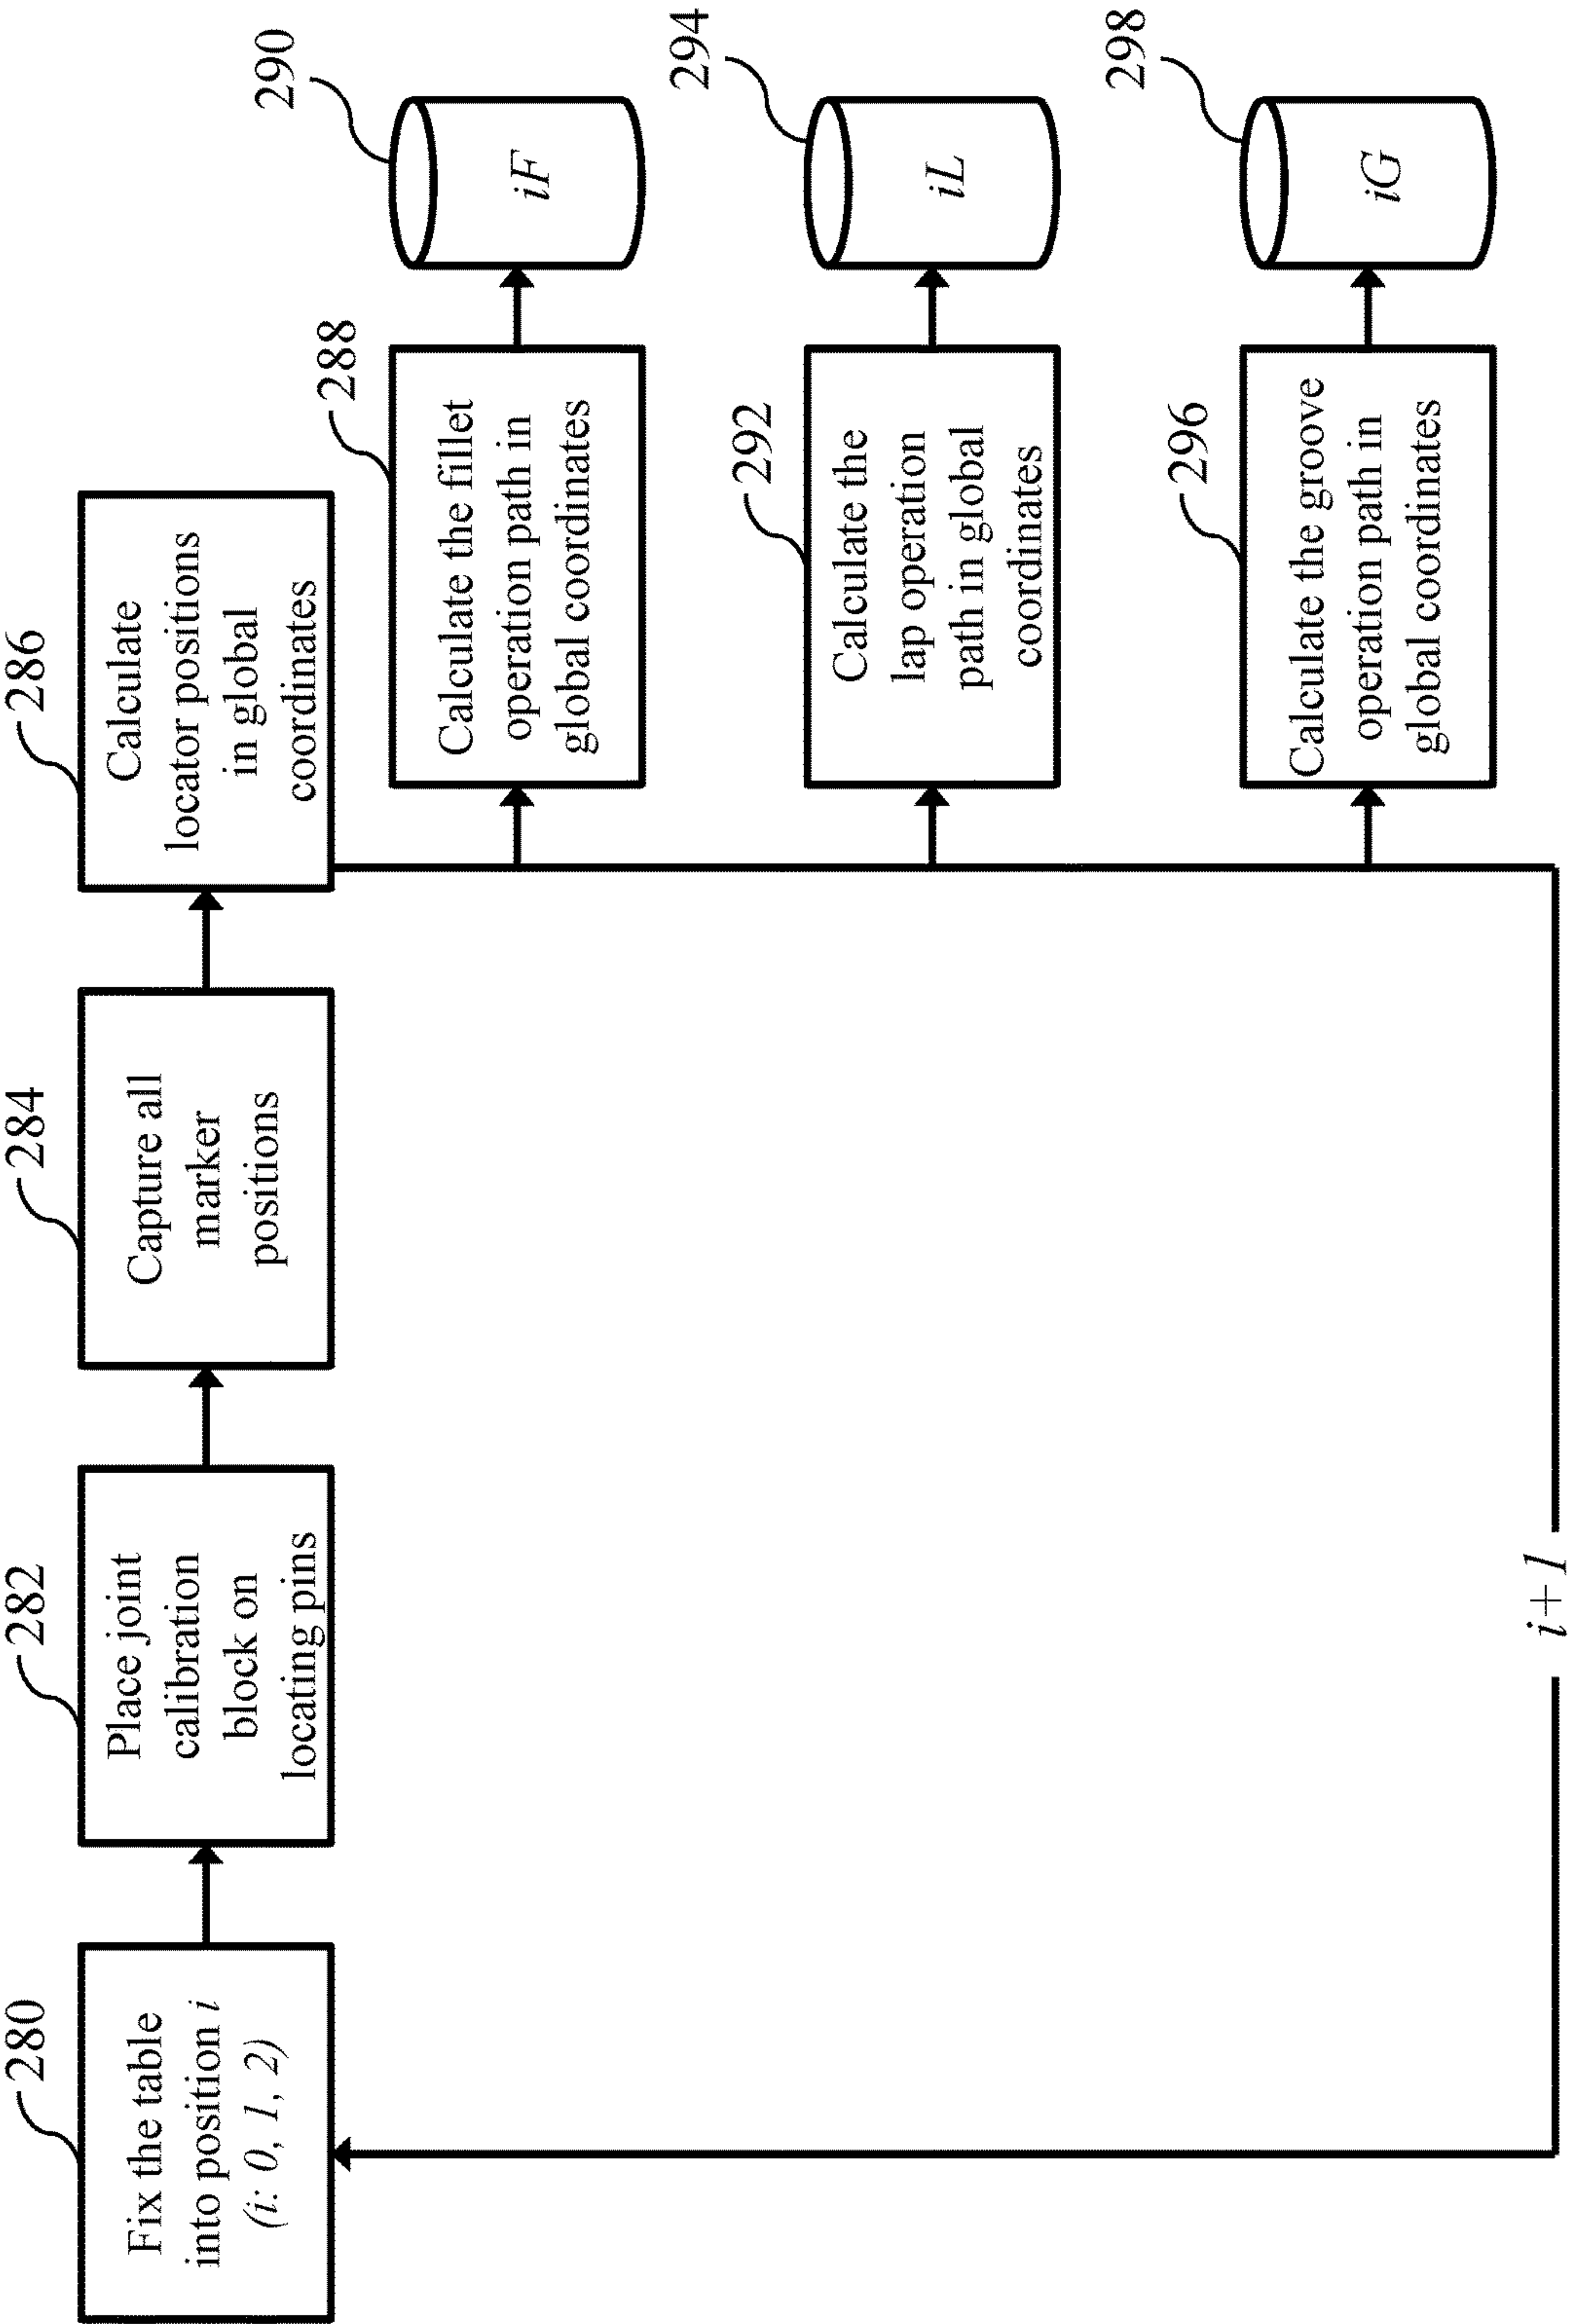 280
Fix the table
into position i
(i: 0, 1, 2)
282
Place joint
calibration
block on
locating pins
284
Capture all
marker
positions
286
Calculate
locator positions
in global
coordinates
288
Calculate the fillet
operation path in
global coordinates
290
iF
292
Calculate the
lap operation
path in global
coordinates
294
iL
296
Calculate the groove
operation path in
global coordinates
298
iG
i+1